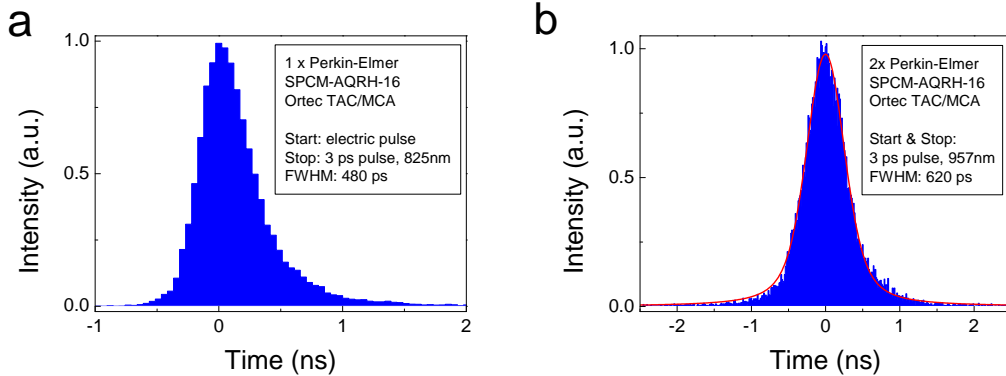 a
Intensity (a.u.)
1.0
0.5
0.0
1 x Perkin-Elmer
SPCM-AQRH-16
Ortec TAC/MCA
Start: electric pulse
Stop: 3 ps pulse, 825nm
FWHM: 480 ps
-1 0 1 2
Time (ns)
b
Intensity (a.u.)
1.0
0.5
0.0
2x Perkin-Elmer
SPCM-AQRH-16
Ortec TAC/MCA
Start & Stop:
3 ps pulse, 957nm
FWHM: 620 ps
-2 -1 0 1 2
Time (ns)